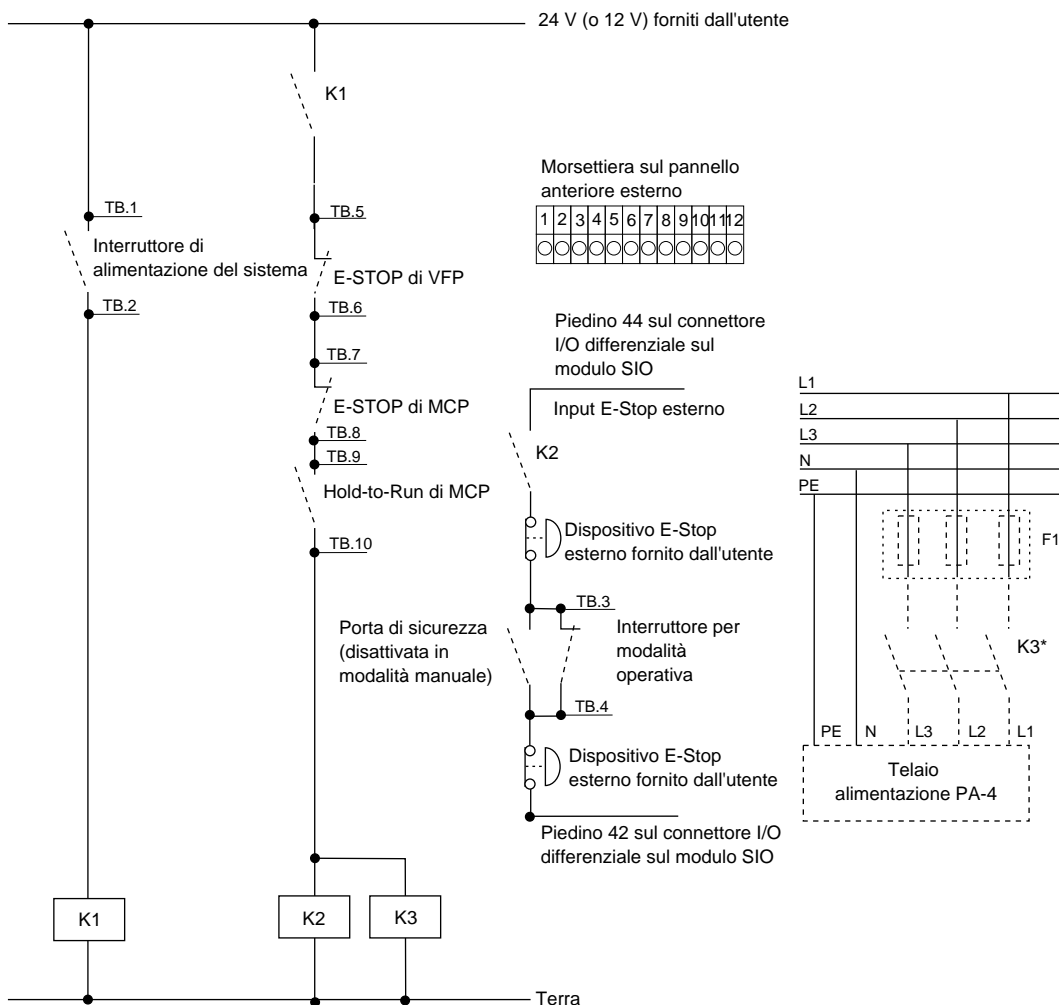 24 V (o 12 V) forniti dall'utente
K1
Morsettiera sul pannello
anteriore esterno
1 2 3 4 5 6 7 8 9 10 11 12
TB.1
TB.5
Interruttore di
alimentazione del sistema
E-STOP di VFP
TB.2
TB.6
TB.7
E-STOP di MCP
TB.8
TB.9
Hold-to-Run di MCP
TB.10
Piedino 44 sul connettore
I/O differenziale sul
modulo SIO
Input E-Stop esterno
K2
Dispositivo E-Stop
esterno fornito dall'utente
TB.3
Porta di sicurezza
(disattivata in
modalità manuale)
Interruttore per
modalità
operativa
TB.4
Dispositivo E-Stop
esterno fornito dall'utente
Piedino 42 sul connettore I/O
differenziale sul modulo SIO
L1
L2
L3
N
PE
F1
K3*
PE N L3 L2 L1
Telaio
alimentazione PA-4
K1
K2
K3
Terra